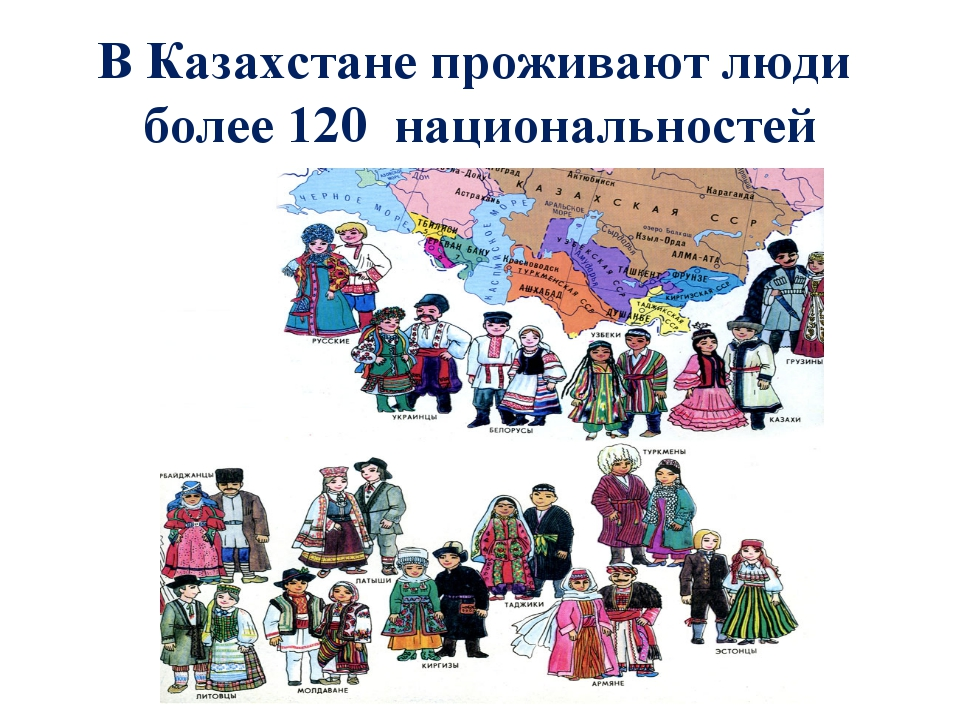 В Казахстане проживают люди
более 120 национальностей
Актюбинск
Караганда
Астрахань
КАЗАХСКАЯ ССР
ЧЕРНОЕ МОРЕ
АРАЛЬСКОЕ
МОРЕ
озеро Балхаш
ТБИЛИСИ
Кзыл-Орда
БАКУ
КАСПИЙСКОЕ МОРЕ
АЛМА-АТА
Красноводск
ТАШКЕНТ
ФРУНЗЕ
ТУРКМЕНСКАЯ ССР
КИРГИЗСКАЯ ССР
АШХАБАД
ТАДЖИКСКАЯ
ССР
ДУШАНБЕ
РУССКИЕ
УЗБЕКИ
ГРУЗИНЫ
УКРАИНЦЫ
БЕЛОРУСЫ
КАЗАХИ
ТУРКМЕНЫ
РБАЙДЖАНЦЫ
ЛАТЫШИ
ТАДЖИКИ
ЭСТОНЦЫ
КИРГИЗЫ
ЛИТОВЦЫ
МОЛДАВАНЕ
АРМЯНЕ